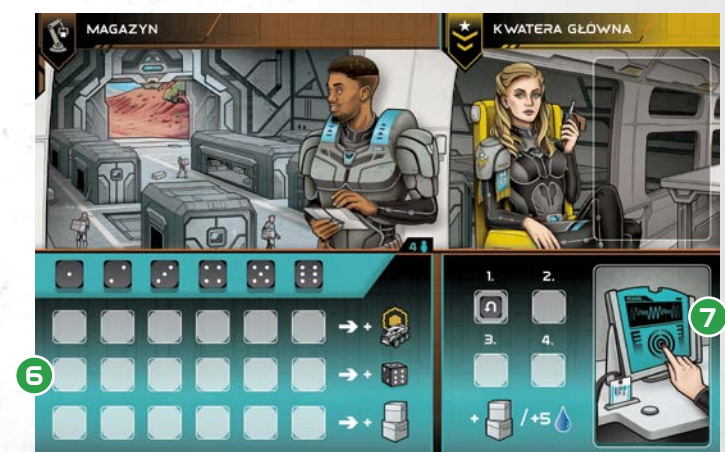 MAGAZYN
KWATERA GŁÓWNA
4
1. 2.
3. 4.
6
7
+
+
+
+ / +5